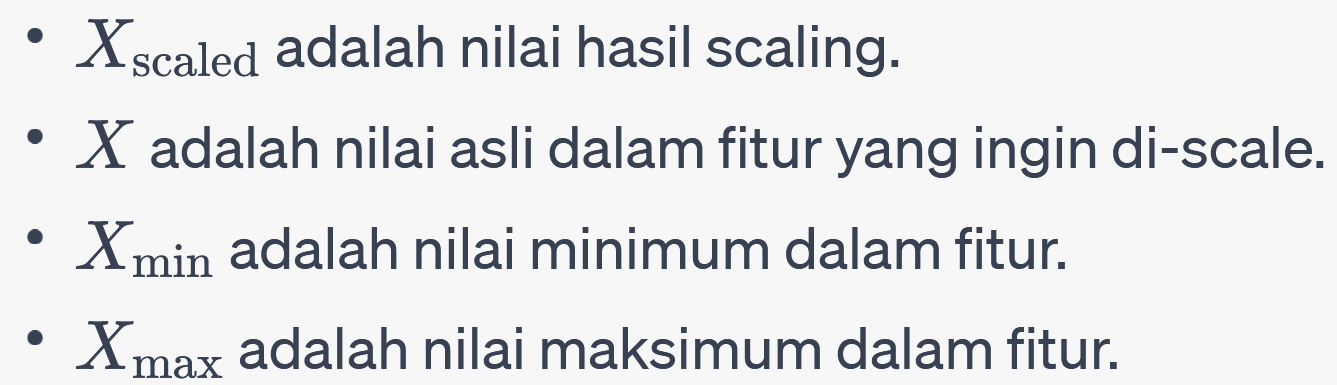 • X_scaled adalah nilai hasil scaling.
• X adalah nilai asli dalam fitur yang ingin di-scale.
• X_min adalah nilai minimum dalam fitur.
• X_max adalah nilai maksimum dalam fitur.